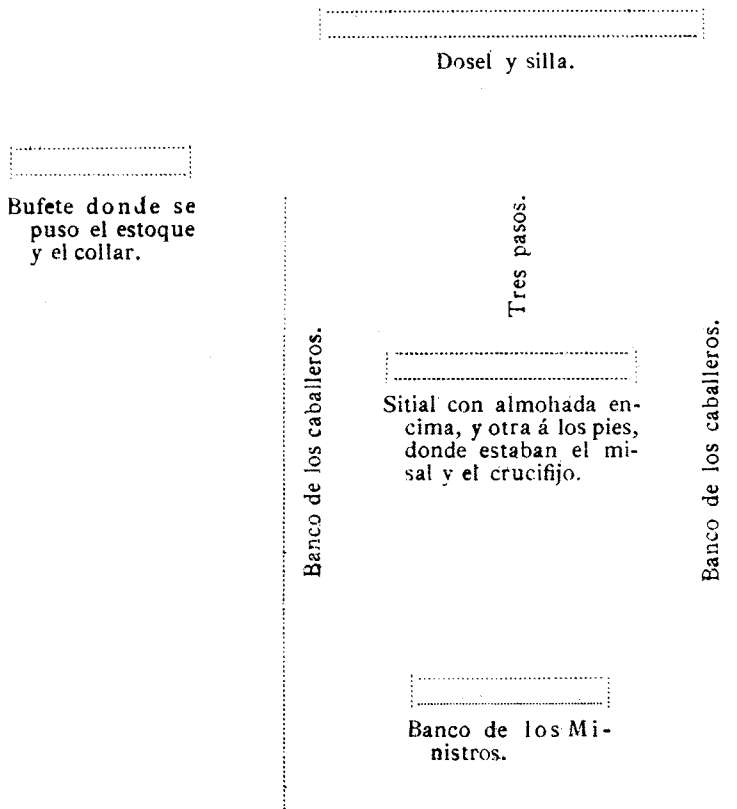 Dosel y silla.
Bufete donde se
puso el estoque
y el collar.
Tres pasos.
Banco de los caballeros.
Sitial con almohada en-
cima, y otra á los pies,
donde estaban el mi-
sal y el crucifijo.
Banco de los caballeros.
Banco de los Mi-
nistros.